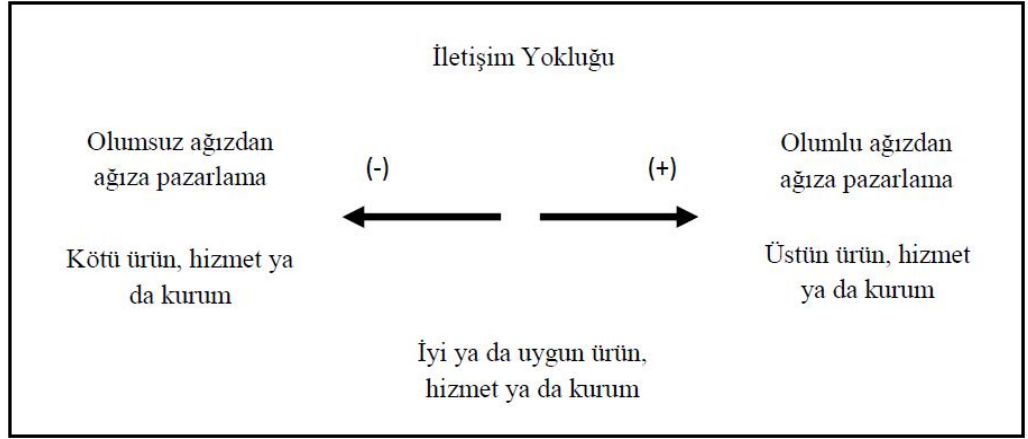 İletişim Yokluğu
Olumsuz ağızdan
ağıza pazarlama
(-)
(+)
Olumlu ağızdan
ağıza pazarlama
Kötü ürün, hizmet ya
da kurum
Üstün ürün, hizmet
ya da kurum
İyi ya da uygun ürün,
hizmet ya da kurum